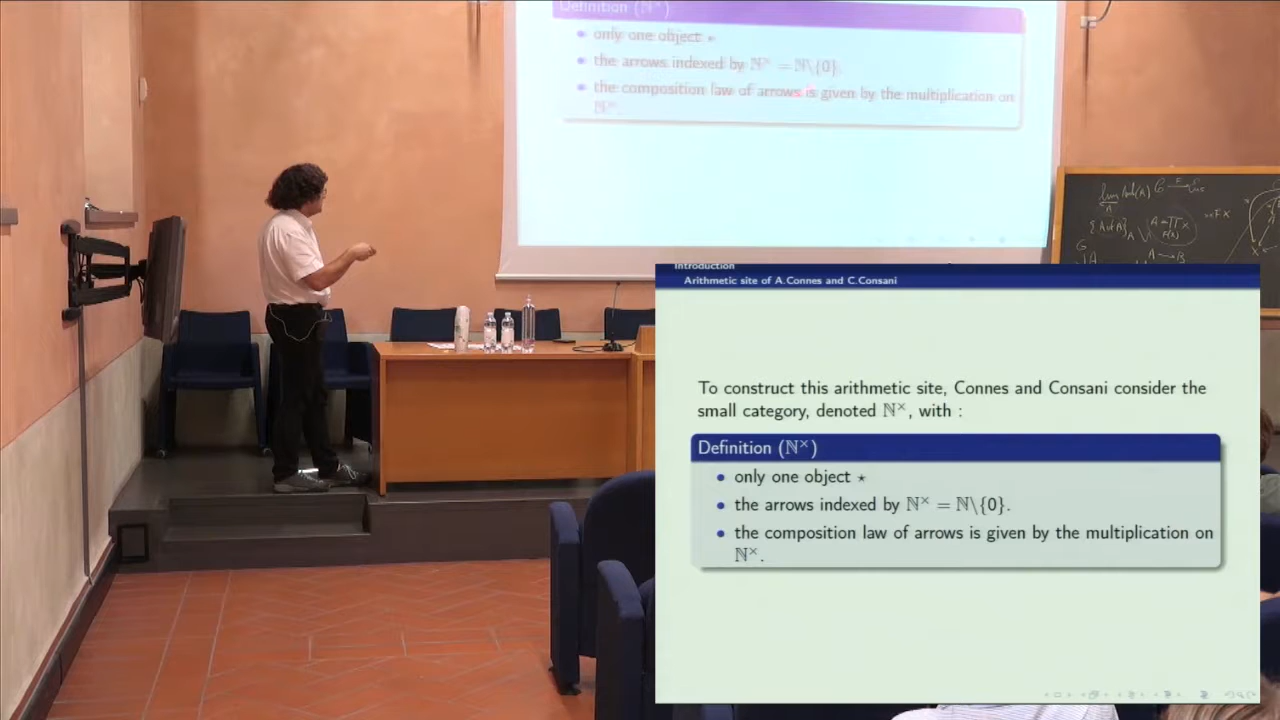 Definition (ℕ×)
• only one object ⋆
• the arrows indexed by ℕ× = ℕ\{0}.
• the composition law of arrows is given by the multiplication on
ℕ×.
Introduction
Arithmetic site of A.Connes and C.Consani
To construct this arithmetic site, Connes and Consani consider the
small category, denoted ℕ×, with :
Definition (ℕ×)
• only one object ⋆
• the arrows indexed by ℕ× = ℕ\{0}.
• the composition law of arrows is given by the multiplication on
ℕ×.